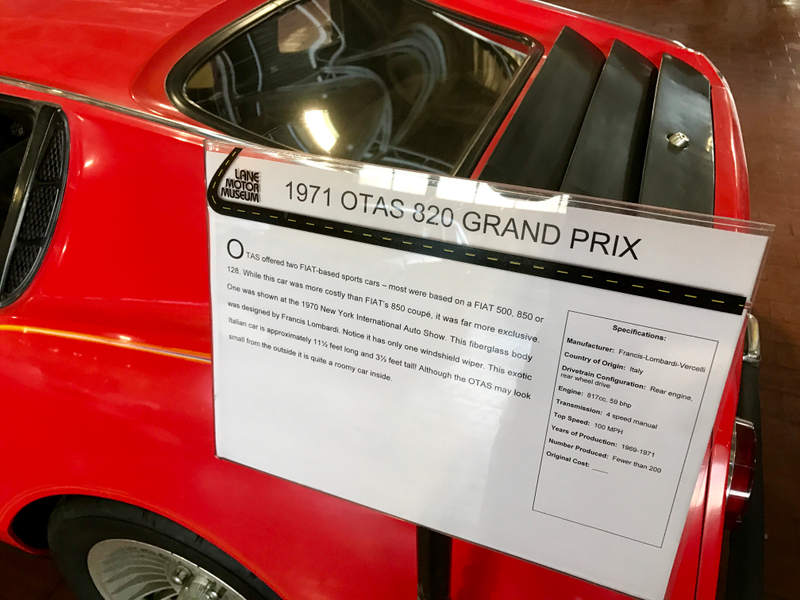 LANE
MOTOR
MUSEUM
1971 OTAS 820 GRAND PRIX
OTAS offered two FIAT-based sports cars – most were based on a FIAT 500, 850 or
128. While this car was more costly than FIAT's 850 coupé, it was far more exclusive.
One was shown at the 1970 New York International Auto Show. This fiberglass body
was designed by Francis Lombardi. Notice it has only one windshield wiper. This exotic
Italian car is approximately 11½ feet long and 3½ feet tall! Although the OTAS may look
small from the outside it is quite a roomy car inside.
Specifications:
Manufacturer: Francis-Lombardi-Vercelli
Country of Origin: Italy
Drivetrain Configuration: Rear engine,
rear wheel drive
Engine: 817cc, 59 bhp
Transmission: 4 speed manual
Top Speed: 100 MPH
Years of Production: 1969-1971
Number Produced: Fewer than 200
Original Cost: ____